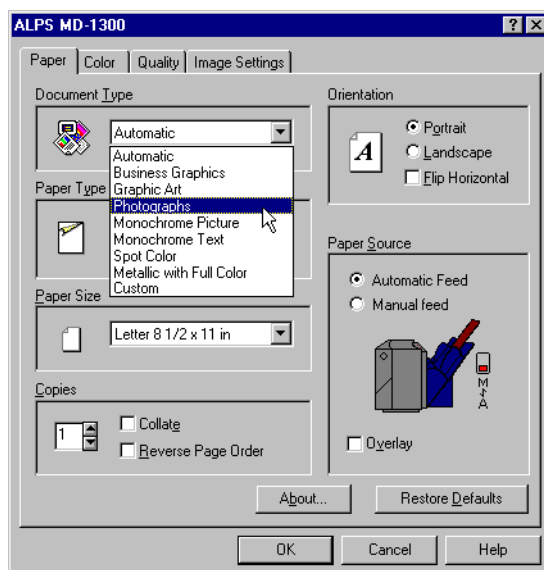 ALPS MD-1300
Paper
Color
Quality
Image Settings
Document Type
Automatic
Automatic
Business Graphics
Graphic Art
Photographs
Monochrome Picture
Monochrome Text
Spot Color
Metallic with Full Color
Custom
Paper Type
Paper Size
Letter 8 1/2 x 11 in
Copies
1
Collate
Reverse Page Order
Orientation
A
Portrait
Landscape
Flip Horizontal
Paper Source
Automatic Feed
Manual feed
M
A
Overlay
About...
Restore Defaults
OK
Cancel
Help